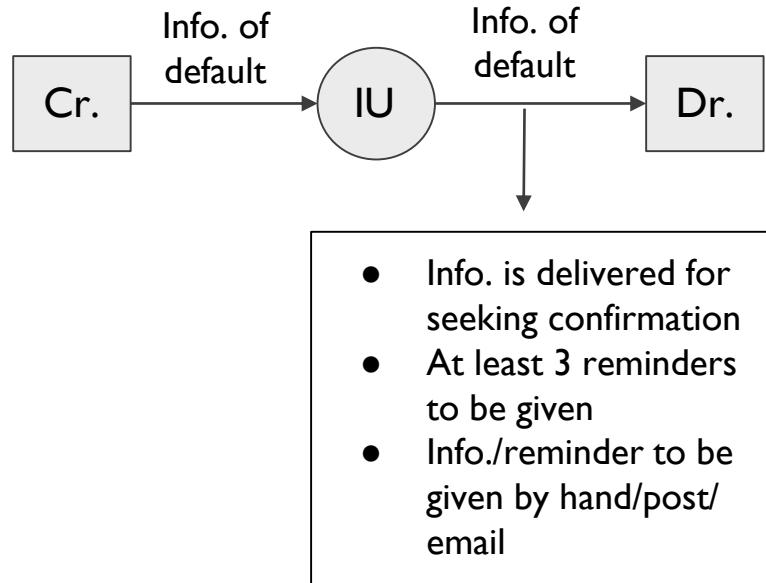 Info. of
default
Info. of
default
Cr.
IU
Dr.
● Info. is delivered for
seeking confirmation
● At least 3 reminders
to be given
● Info./reminder to be
given by hand/post/
email